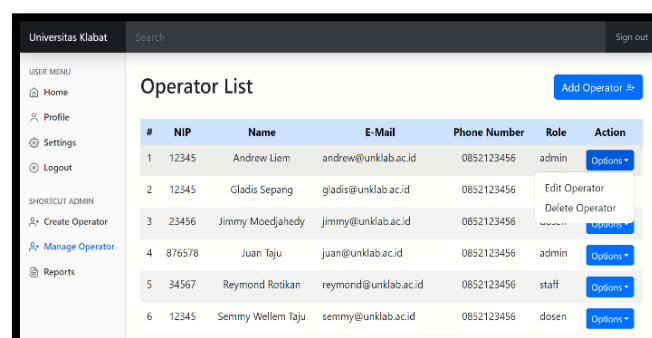 Universitas Klabat Search Sign out
USER MENU
Home
Profile
Settings
Logout
SHORTCUT ADMIN
Create Operator
Manage Operator
Reports
Operator List Add Operator
# NIP Name E-Mail Phone Number Role Action
1 12345 Andrew Liem andrew@unklab.ac.id 0852123456 admin Options
Edit Operator
Delete Operator
2 12345 Gladis Sepang gladis@unklab.ac.id 0852123456
3 23456 Jimmy Moedjahedy jimmy@unklab.ac.id 0852123456 dosen Options
4 876578 Juan Taju juan@unklab.ac.id 0852123456 admin Options
5 34567 Reymond Rotikan reymond@unklab.ac.id 0852123456 staff Options
6 12345 Semmy Wellem Taju semmy@unklab.ac.id 0852123456 dosen Options